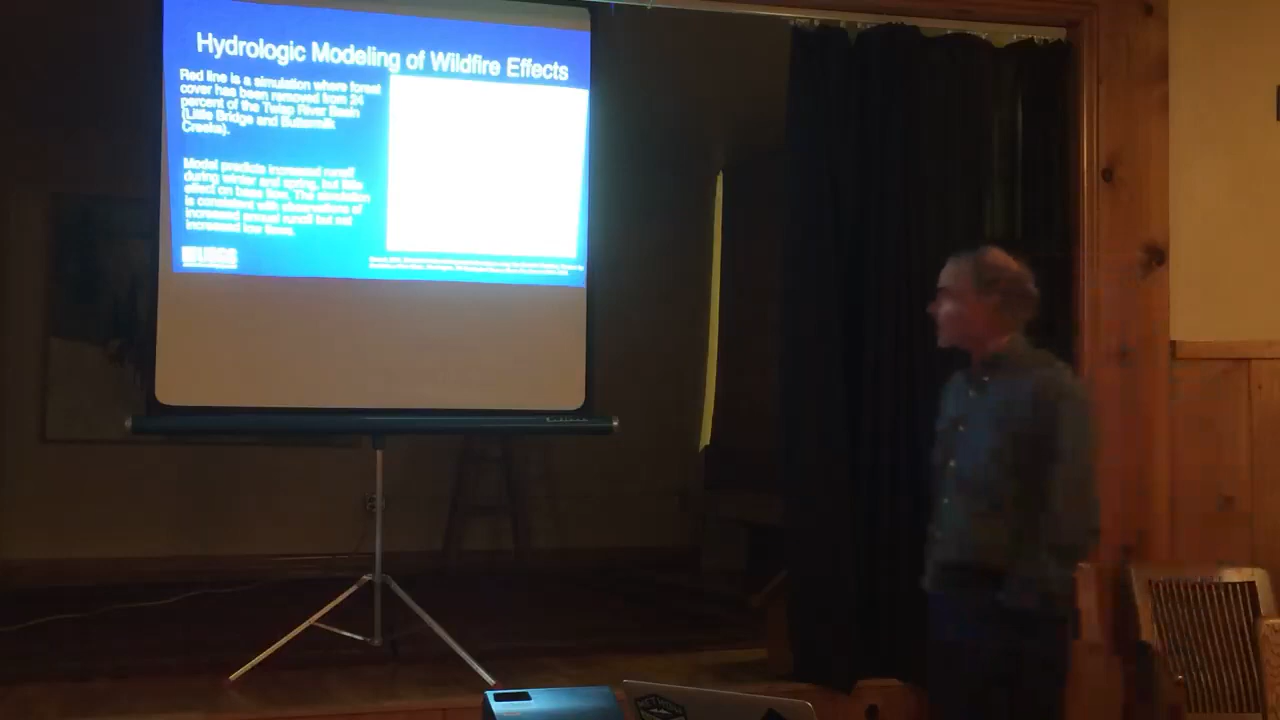 Hydrologic Modeling of Wildfire Effects
Red line is a simulation where forest
cover has been removed from 24
percent of the Twisp River Basin
(Little Bridge and Buttermilk
Creeks).
Model predicts increased runoff
during winter and spring, but little
effect on base flow. The simulation
is consistent with observations of
increased annual runoff but not
increased low flows.
USGS
METHOW